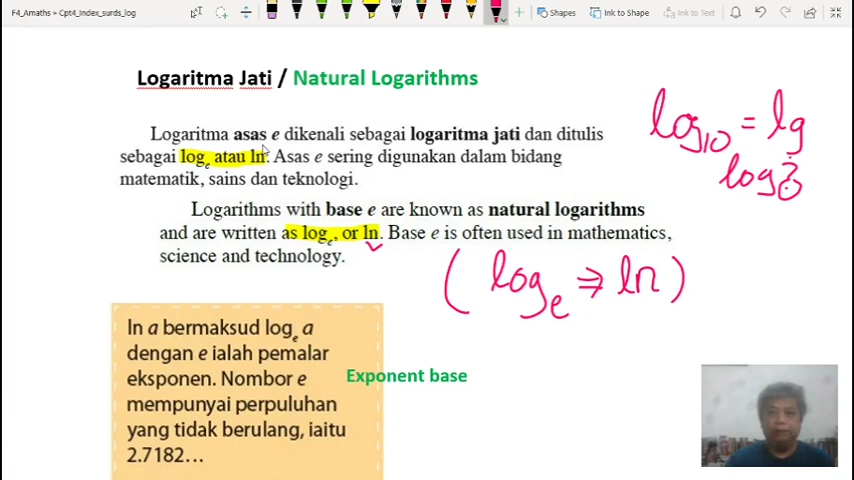 F4_Amaths > Cpt4_Index_surds_log
Shapes
Ink to Shape
Ink to Text
Logaritma Jati / Natural Logarithms
log10 = lg
Logaritma asas e dikenali sebagai logaritma jati dan ditulis
sebagai loge atau ln. Asas e sering digunakan dalam bidang
matematik, sains dan teknologi.
Logarithms with base e are known as natural logarithms
and are written as loge, or ln. Base e is often used in mathematics,
science and technology.
(loge ⇒ ln)
ln a bermaksud loge a
dengan e ialah pemalar
eksponen. Nombor e
mempunyai perpuluhan
yang tidak berulang, iaitu
2.7182...
Exponent base